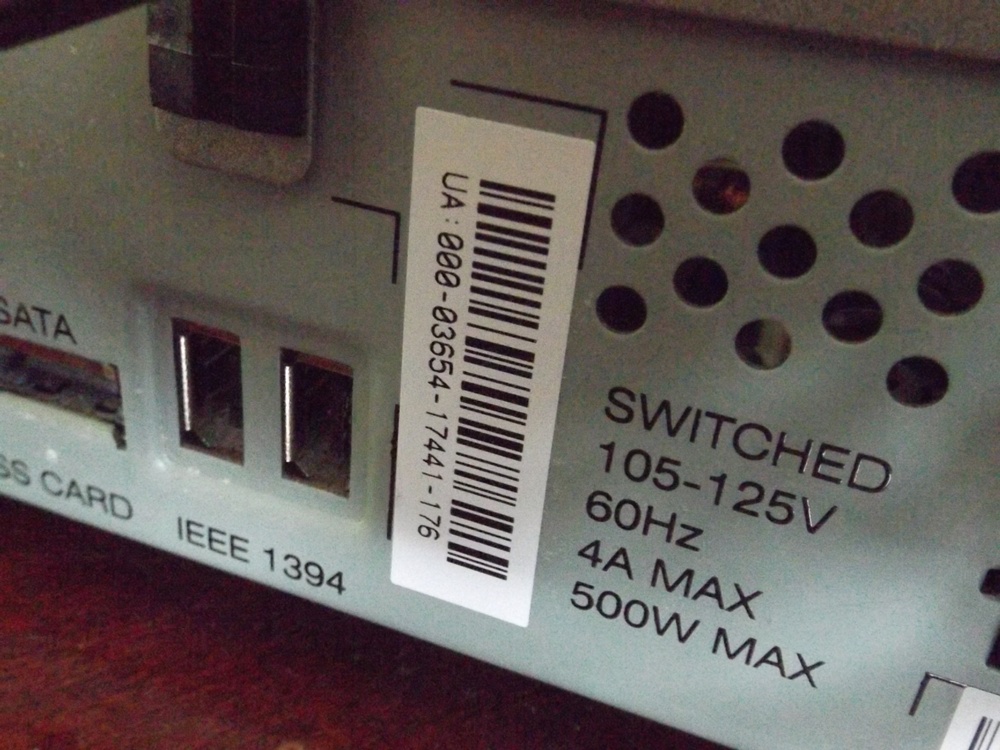 SATA
SS CARD
IEEE 1394
UA: 000-03654-17441-176
SWITCHED
105-125V
60Hz
4A MAX
500W MAX